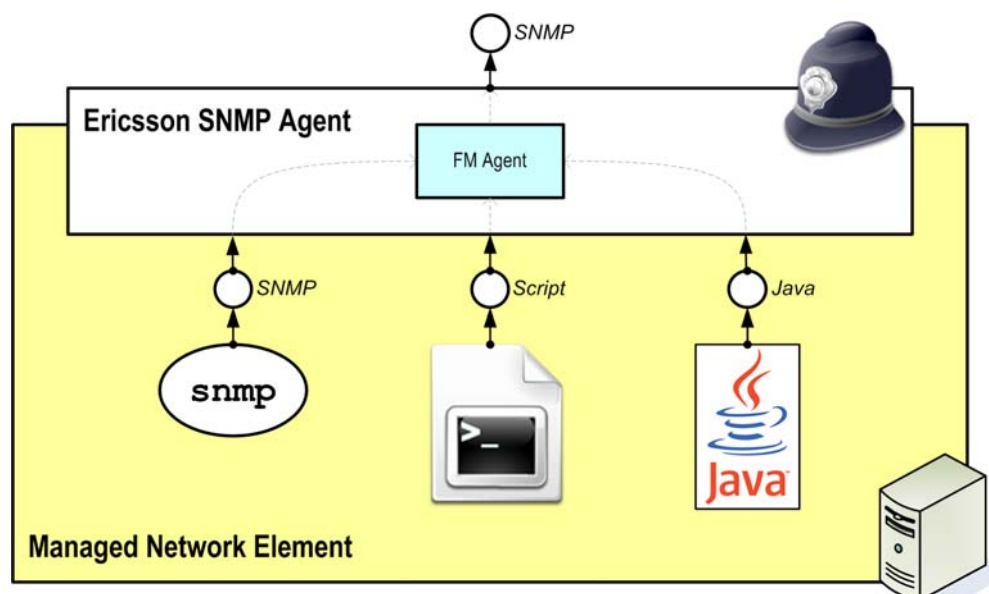 SNMP
Ericsson SNMP Agent
FM Agent
SNMP
Script
Java
snmp
>_
Java
Managed Network Element